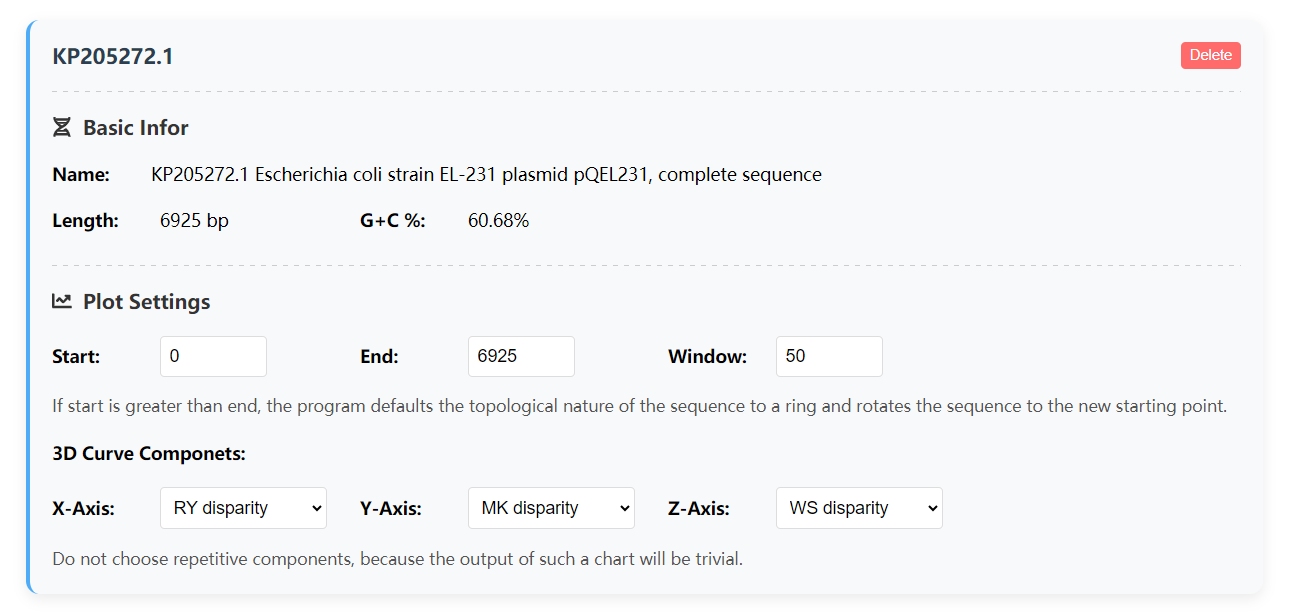 KP205272.1 Delete
Basic Infor
Name: KP205272.1 Escherichia coli strain EL-231 plasmid pQEL231, complete sequence
Length: 6925 bp G+C %: 60.68%
Plot Settings
Start: 0 End: 6925 Window: 50
If start is greater than end, the program defaults the topological nature of the sequence to a ring and rotates the sequence to the new starting point.
3D Curve Componets:
X-Axis: RY disparity Y-Axis: MK disparity Z-Axis: WS disparity
Do not choose repetitive components, because the output of such a chart will be trivial.